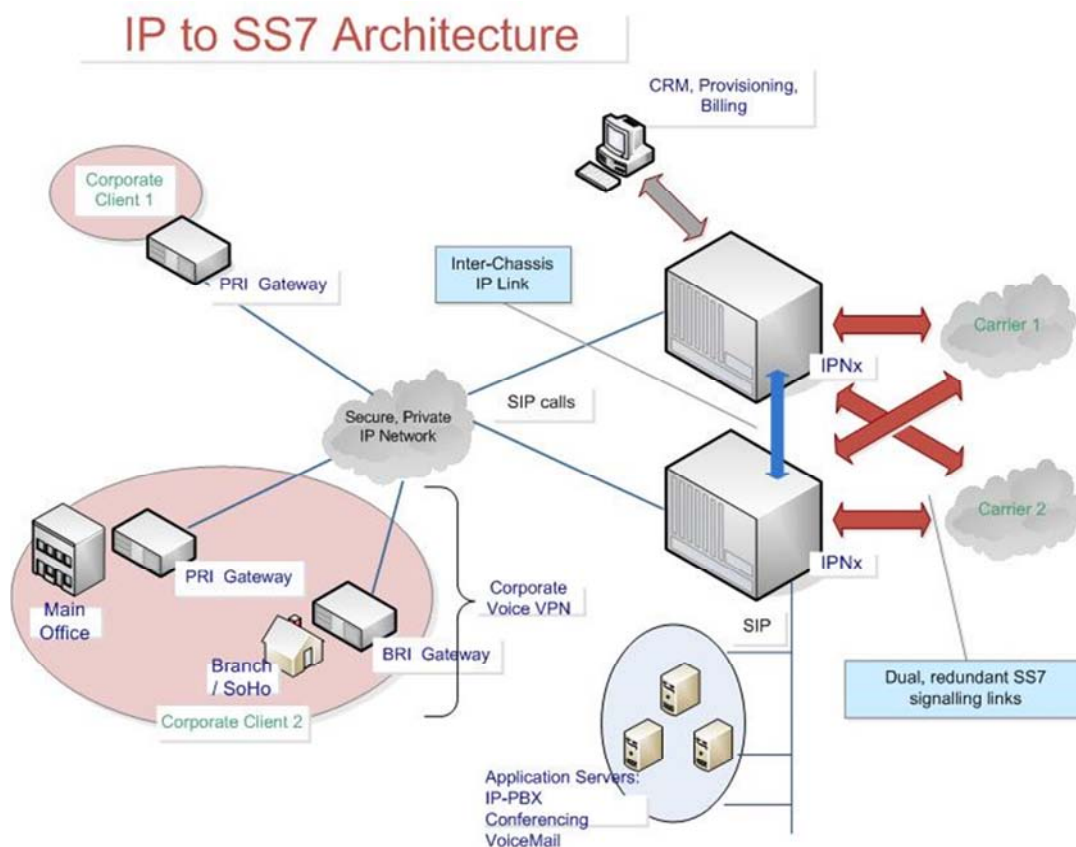 IP to SS7 Architecture
CRM, Provisioning,
Billing
Corporate
Client 1
PRI Gateway
Inter-Chassis
IP Link
Carrier 1
IPNx
SIP calls
Secure, Private
IP Network
Carrier 2
IPNx
PRI Gateway
Main
Office
Corporate
Voice VPN
BRI Gateway
Branch
/ SoHo
Corporate Client 2
SIP
Dual, redundant SS7
signalling links
Application Servers:
IP-PBX
Conferencing
VoiceMail